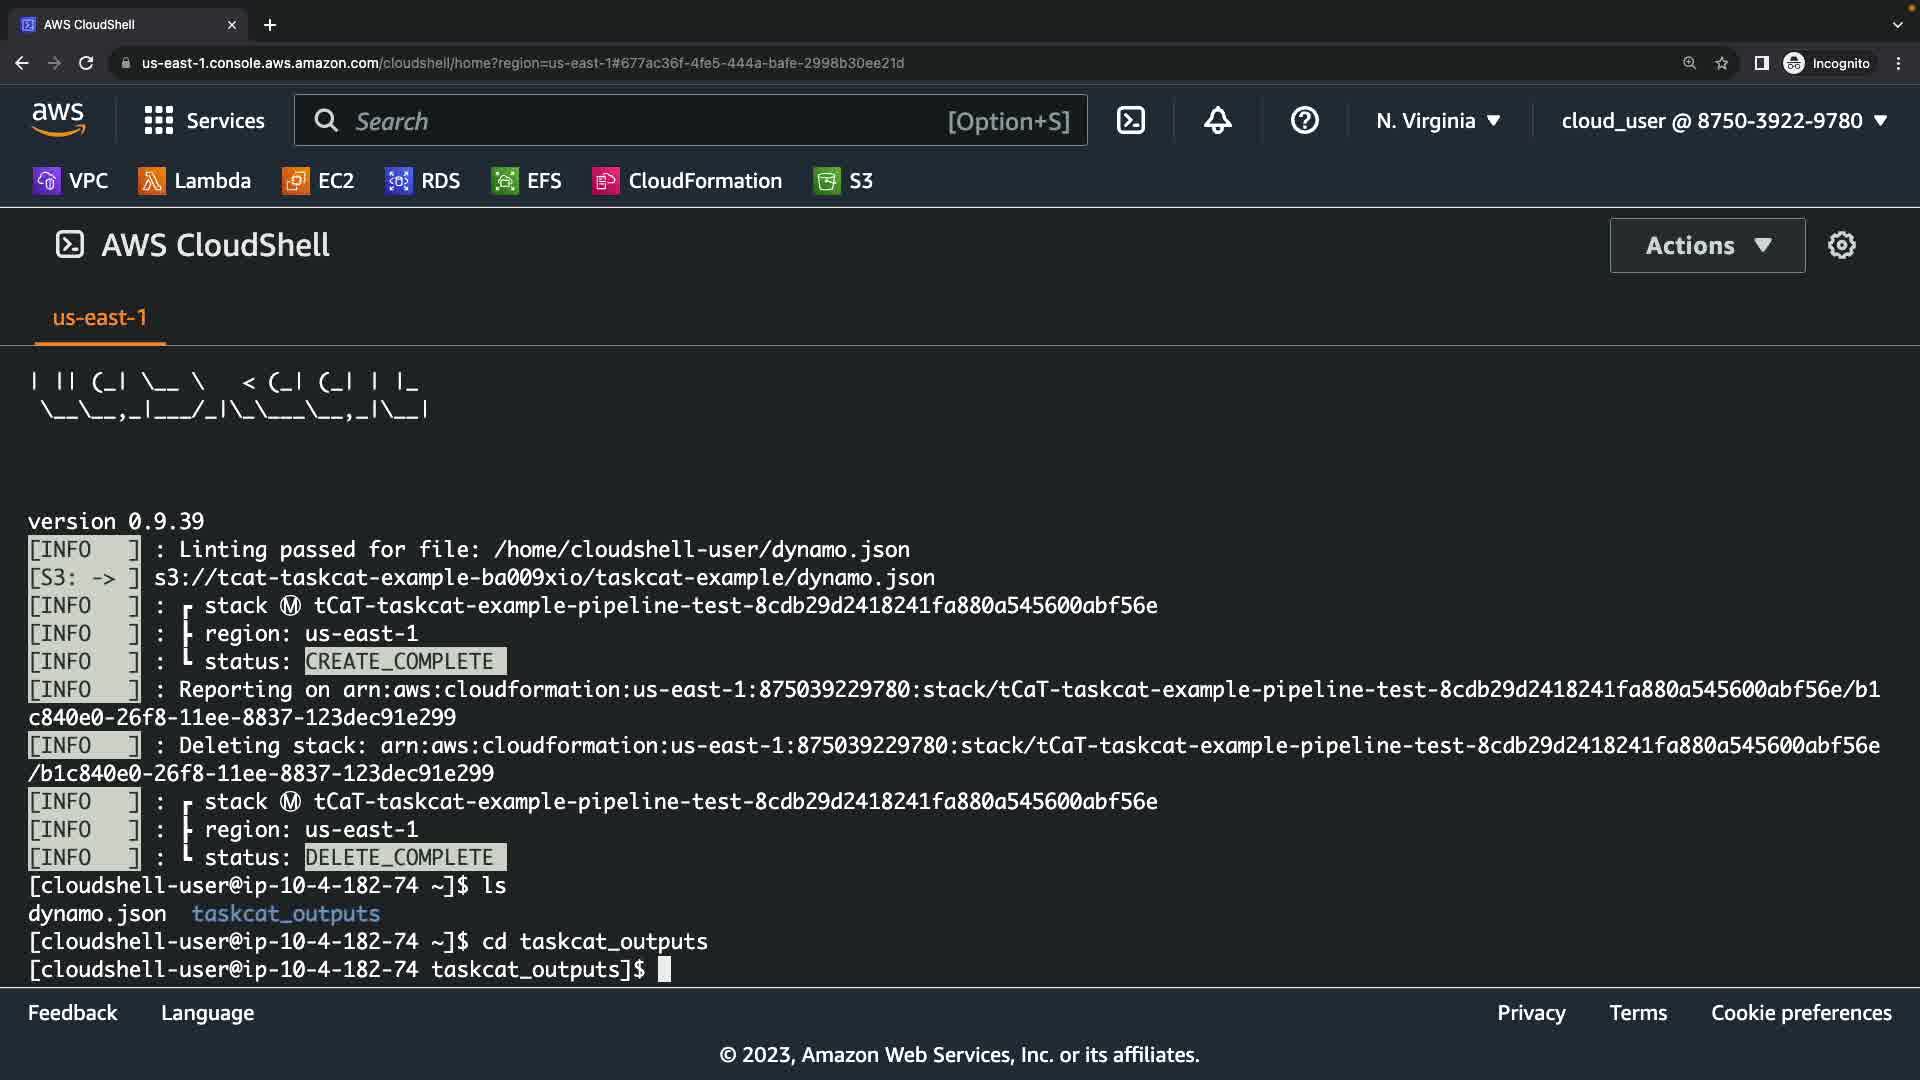 AWS CloudShell
us-east-1.console.aws.amazon.com/cloudshell/home?region=us-east-1#677ac36f-4fe5-444a-bafe-2998b30ee21d
Incognito
aws
Services
Search
[Option+S]
N. Virginia
cloud_user @ 8750-3922-9780
VPC
Lambda
EC2
RDS
EFS
CloudFormation
S3
AWS CloudShell
Actions
us-east-1
| || (_| \__ \   < (_| (_| | |_
 \__\__,_|___/_|\_\___\__,_|\__|
version 0.9.39
[INFO   ] : Linting passed for file: /home/cloudshell-user/dynamo.json
[S3: -> ] s3://tcat-taskcat-example-ba009xio/taskcat-example/dynamo.json
[INFO   ] : ┏ stack Ⓜ tCaT-taskcat-example-pipeline-test-8cdb29d2418241fa880a545600abf56e
[INFO   ] : ┣ region: us-east-1
[INFO   ] : ┗ status: CREATE_COMPLETE
[INFO   ] : Reporting on arn:aws:cloudformation:us-east-1:875039229780:stack/tCaT-taskcat-example-pipeline-test-8cdb29d2418241fa880a545600abf56e/b1
c840e0-26f8-11ee-8837-123dec91e299
[INFO   ] : Deleting stack: arn:aws:cloudformation:us-east-1:875039229780:stack/tCaT-taskcat-example-pipeline-test-8cdb29d2418241fa880a545600abf56e
/b1c840e0-26f8-11ee-8837-123dec91e299
[INFO   ] : ┏ stack Ⓜ tCaT-taskcat-example-pipeline-test-8cdb29d2418241fa880a545600abf56e
[INFO   ] : ┣ region: us-east-1
[INFO   ] : ┗ status: DELETE_COMPLETE
[cloudshell-user@ip-10-4-182-74 ~]$ ls
dynamo.json  taskcat_outputs
[cloudshell-user@ip-10-4-182-74 ~]$ cd taskcat_outputs
[cloudshell-user@ip-10-4-182-74 taskcat_outputs]$
Feedback
Language
Privacy
Terms
Cookie preferences
© 2023, Amazon Web Services, Inc. or its affiliates.